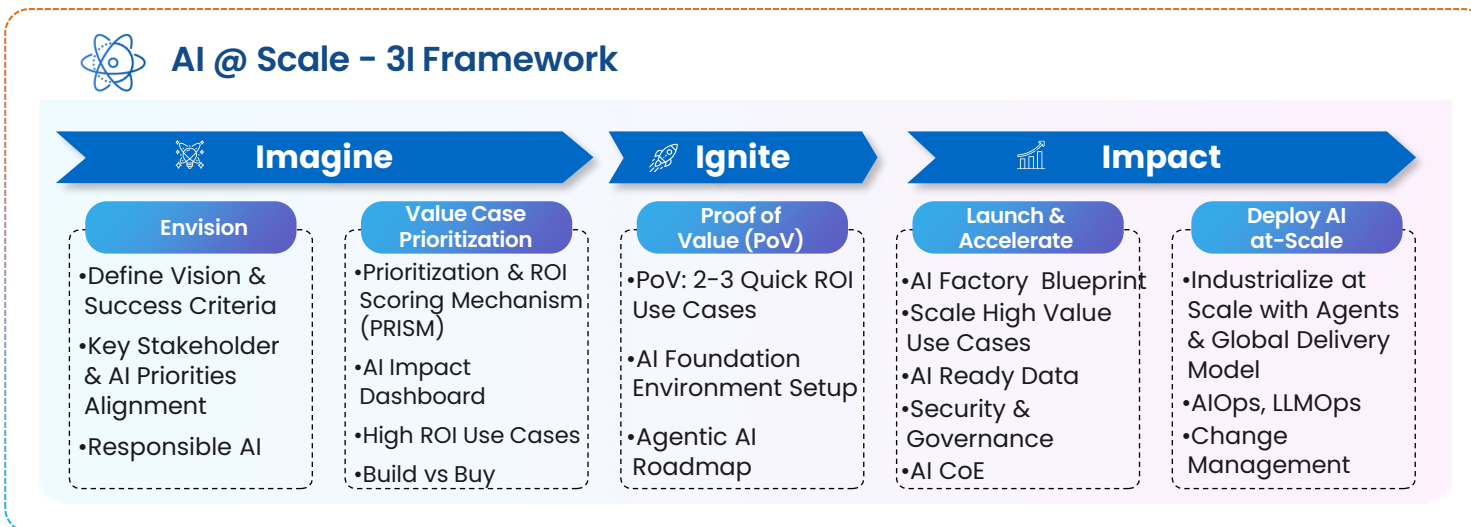 AI @ Scale - 3I Framework
Imagine
Ignite
Impact
Envision
•Define Vision &
Success Criteria
•Key Stakeholder
& AI Priorities
Alignment
•Responsible AI
Value Case
Prioritization
•Prioritization & ROI
Scoring Mechanism
(PRISM)
•AI Impact
Dashboard
•High ROI Use Cases
•Build vs Buy
Proof of
Value (PoV)
•PoV: 2-3 Quick ROI
Use Cases
•AI Foundation
Environment Setup
•Agentic AI
Roadmap
Launch &
Accelerate
•AI Factory Blueprint
•Scale High Value
Use Cases
•AI Ready Data
•Security &
Governance
•AI CoE
Deploy AI
at-Scale
•Industrialize at
Scale with Agents
& Global Delivery
Model
•AIOps, LLMOps
•Change
Management